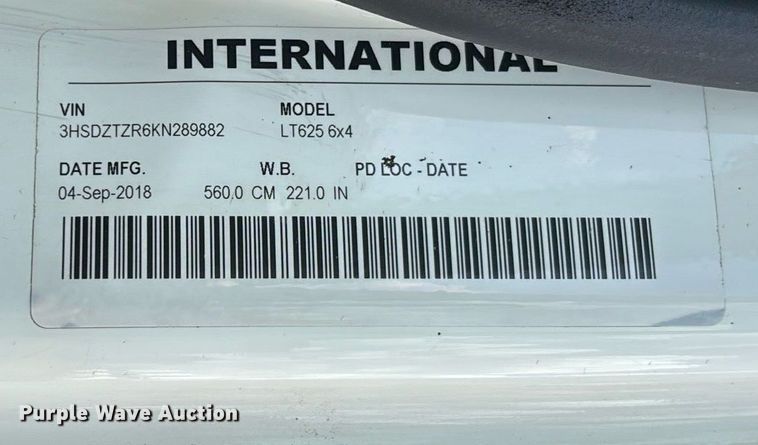 INTERNATIONAL
VIN MODEL
3HSDZTZR6KN289882 LT625 6x4
DATE MFG. W.B. PD LOC - DATE
04-Sep-2018 560.0 CM 221.0 IN
Purple Wave Auction